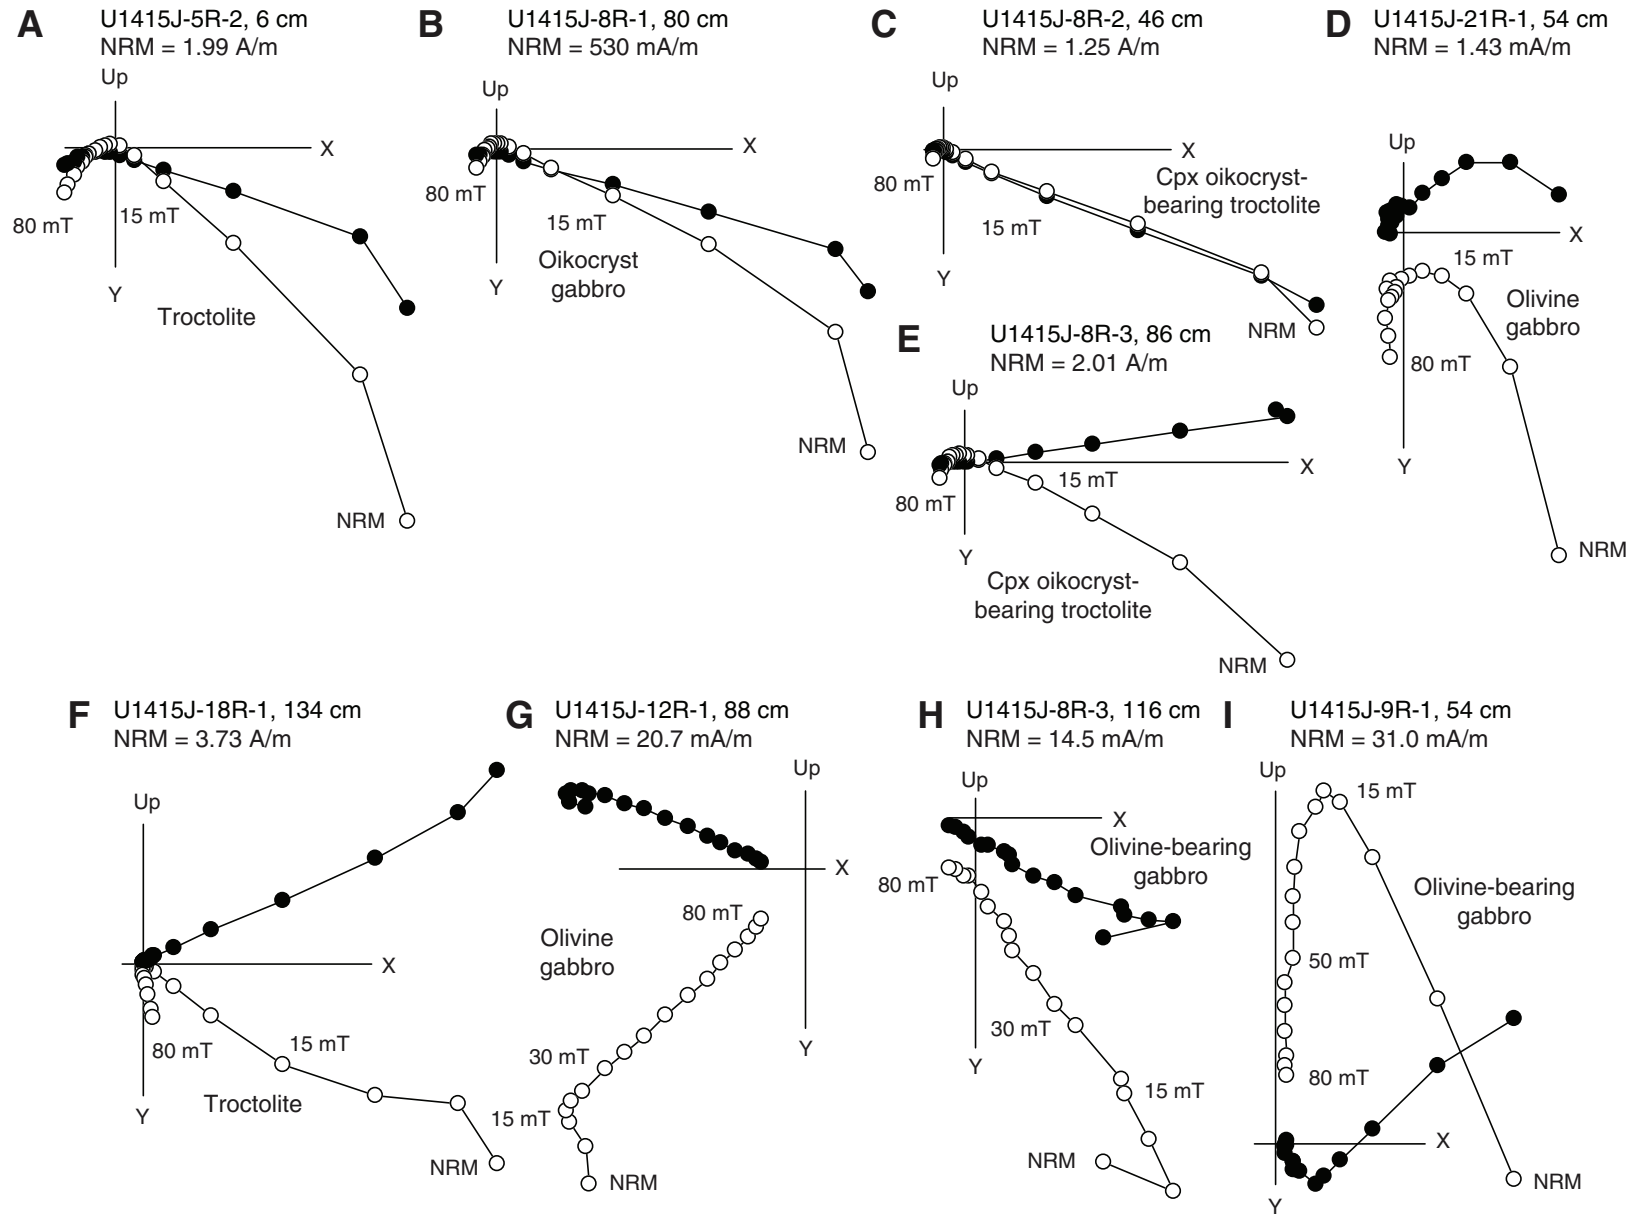 A
U1415J-5R-2, 6 cm
NRM = 1.99 A/m
Up
X
15 mT
80 mT
Y
Troctolite
NRM
B
U1415J-8R-1, 80 cm
NRM = 530 mA/m
Up
X
80 mT
15 mT
Oikocryst
gabbro
Y
NRM
C
U1415J-8R-2, 46 cm
NRM = 1.25 A/m
Up
X
80 mT
Cpx oikocryst-
bearing troctolite
15 mT
Y
NRM
D
U1415J-21R-1, 54 cm
NRM = 1.43 mA/m
Up
X
15 mT
Olivine
gabbro
80 mT
Y
NRM
E
U1415J-8R-3, 86 cm
NRM = 2.01 A/m
Up
X
15 mT
80 mT
Y
Cpx oikocryst-
bearing troctolite
NRM
F
U1415J-18R-1, 134 cm
NRM = 3.73 A/m
Up
X
15 mT
80 mT
Y
Troctolite
NRM
G
U1415J-12R-1, 88 cm
NRM = 20.7 mA/m
Up
X
80 mT
Olivine
gabbro
30 mT
Y
15 mT
NRM
H
U1415J-8R-3, 116 cm
NRM = 14.5 mA/m
Up
X
Olivine-bearing
gabbro
80 mT
30 mT
Y
15 mT
NRM
I
U1415J-9R-1, 54 cm
NRM = 31.0 mA/m
Up
15 mT
Olivine-bearing
gabbro
50 mT
80 mT
X
NRM
Y